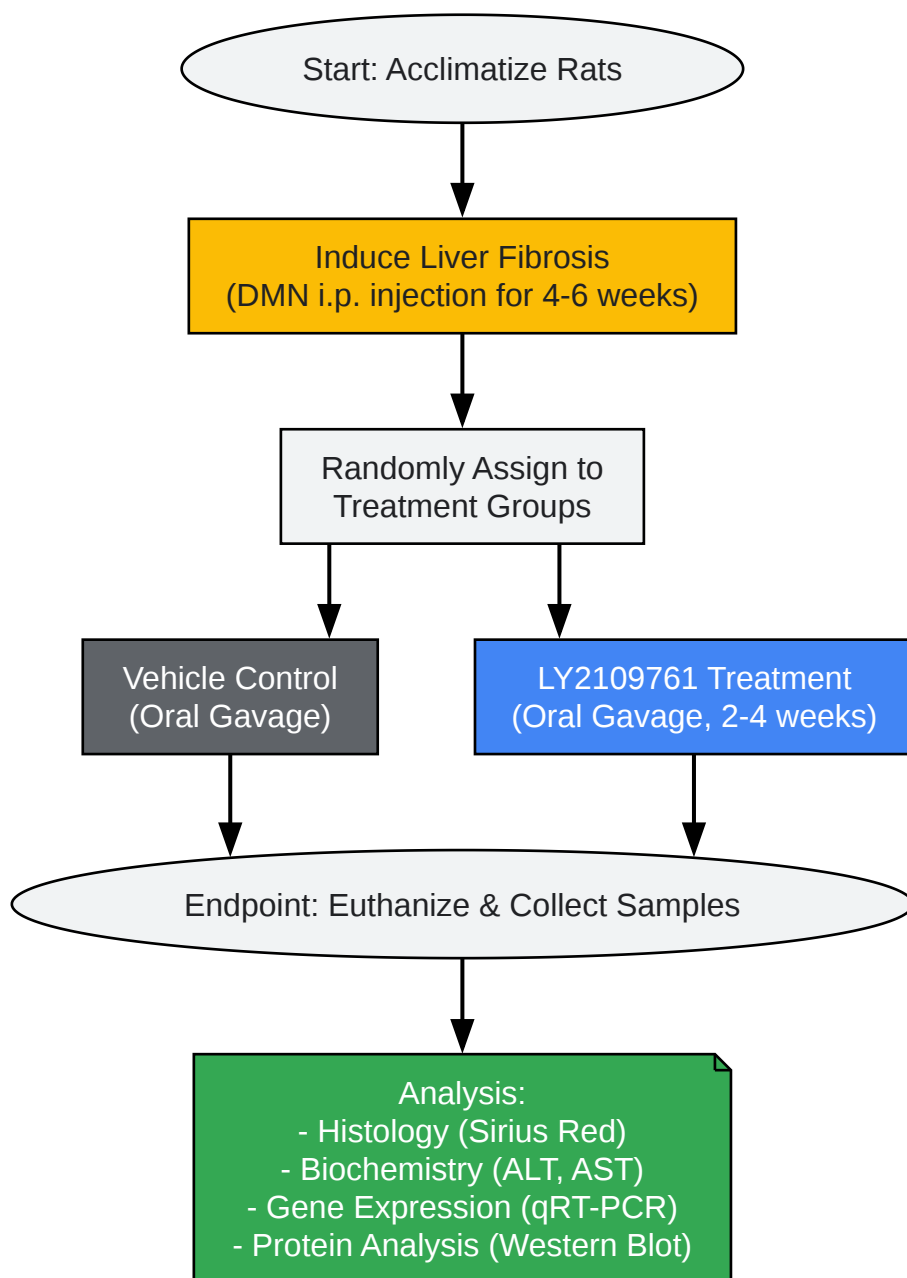 Start: Acclimatize Rats
Induce Liver Fibrosis
(DMN i.p. injection for 4-6 weeks)
Randomly Assign to
Treatment Groups
Vehicle Control
(Oral Gavage)
LY2109761 Treatment
(Oral Gavage, 2-4 weeks)
Endpoint: Euthanize & Collect Samples
Analysis:
- Histology (Sirius Red)
- Biochemistry (ALT, AST)
- Gene Expression (qRT-PCR)
- Protein Analysis (Western Blot)